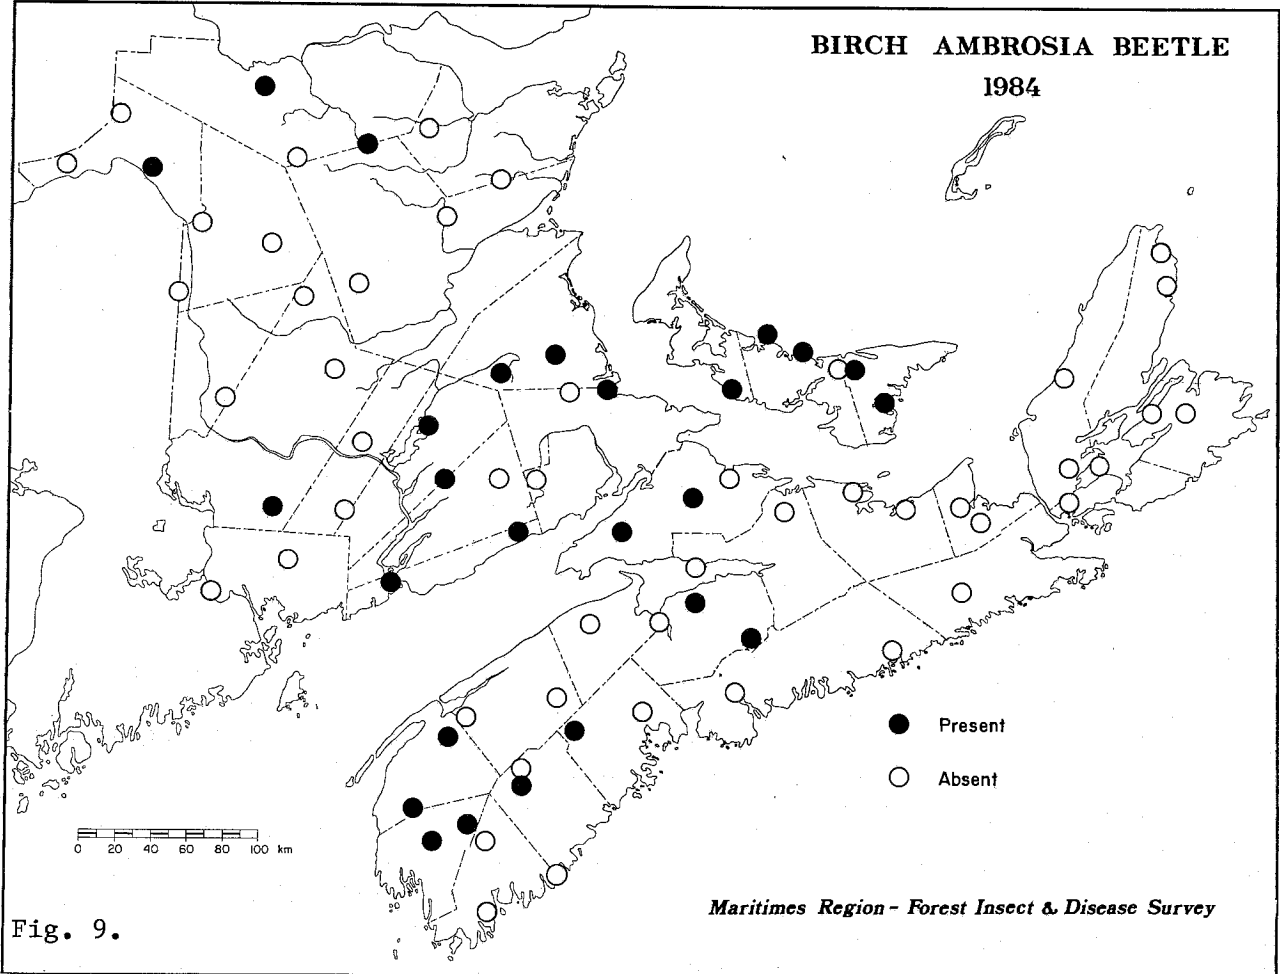 BIRCH AMBROSIA BEETLE
1984
Present
Absent
0 20 40 60 80 100 km
Maritimes Region - Forest Insect & Disease Survey
Fig. 9.